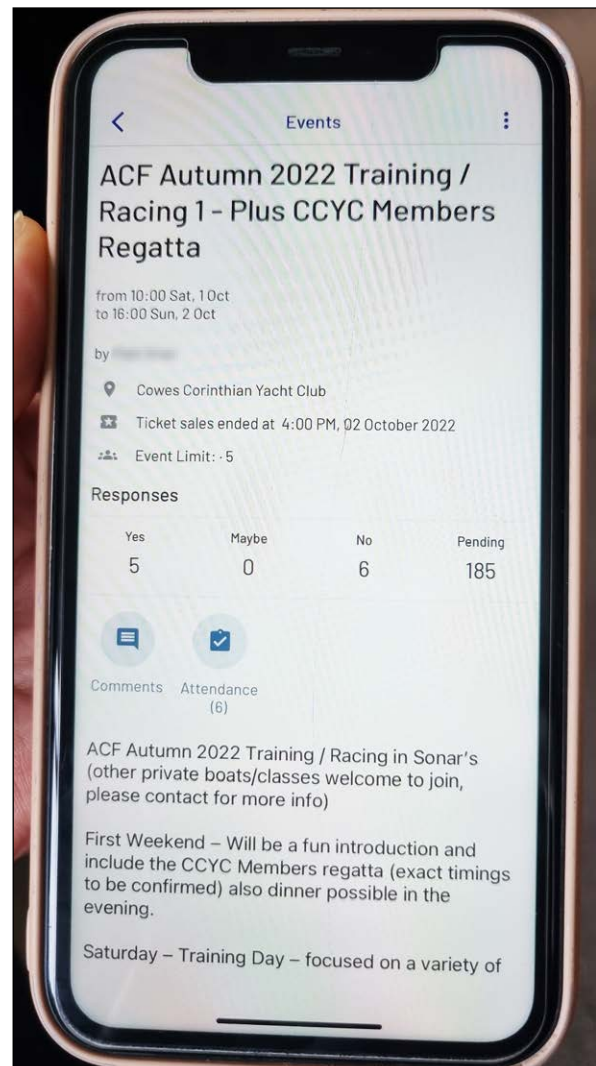 Events
ACF Autumn 2022 Training /
Racing 1 - Plus CCYC Members
Regatta
from 10:00 Sat, 1 Oct
to 16:00 Sun, 2 Oct
by
Cowes Corinthian Yacht Club
Ticket sales ended at 4:00 PM, 02 October 2022
Event Limit: · 5
Responses
Yes Maybe No Pending
5 0 6 185
Comments Attendance
(6)
ACF Autumn 2022 Training / Racing in Sonar's
(other private boats/classes welcome to join,
please contact for more info)
First Weekend – Will be a fun introduction and
include the CCYC Members regatta (exact timings
to be confirmed) also dinner possible in the
evening.
Saturday – Training Day – focused on a variety of